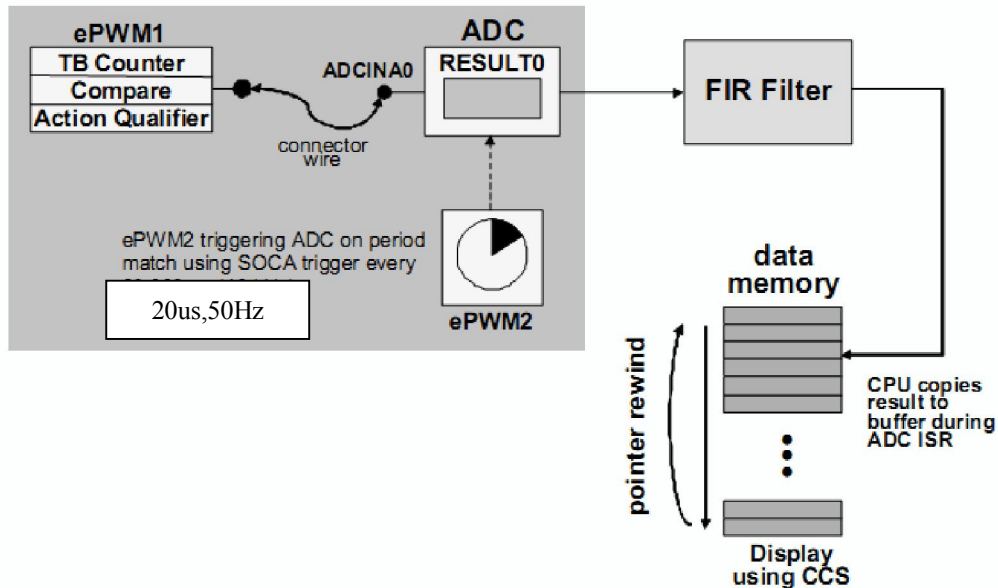 ePWM1
TB Counter
Compare
Action Qualifier
connector
wire
ADCINA0
ADC
RESULT0
FIR Filter
ePWM2 triggering ADC on period
match using SOCA trigger every
20us,50Hz
ePWM2
data
memory
pointer rewind
CPU copies
result to
buffer during
ADC ISR
Display
using CCS